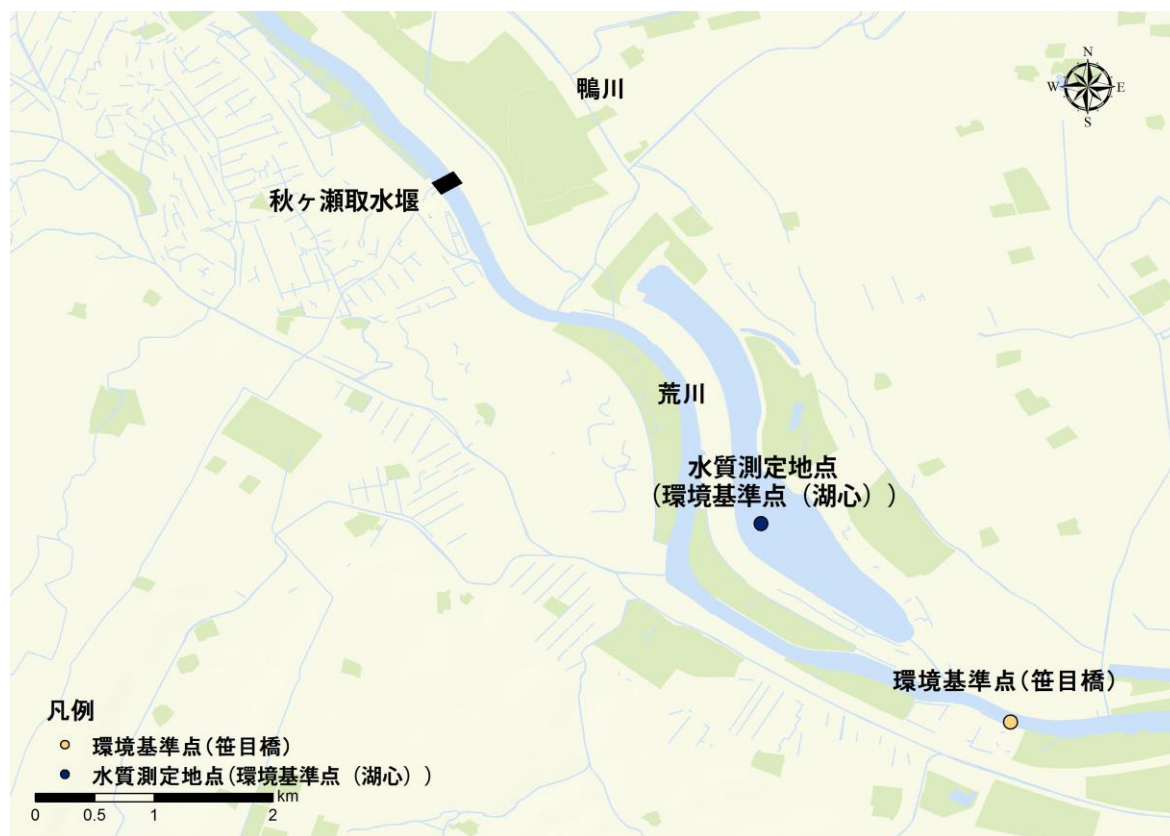 鴨川
N
W
E
S
秋ヶ瀬取水堰
荒川
水質測定地点
(環境基準点（湖心）)
環境基準点(笹目橋)
凡例
環境基準点(笹目橋)
水質測定地点(環境基準点（湖心）)
km
0 0.5 1 2